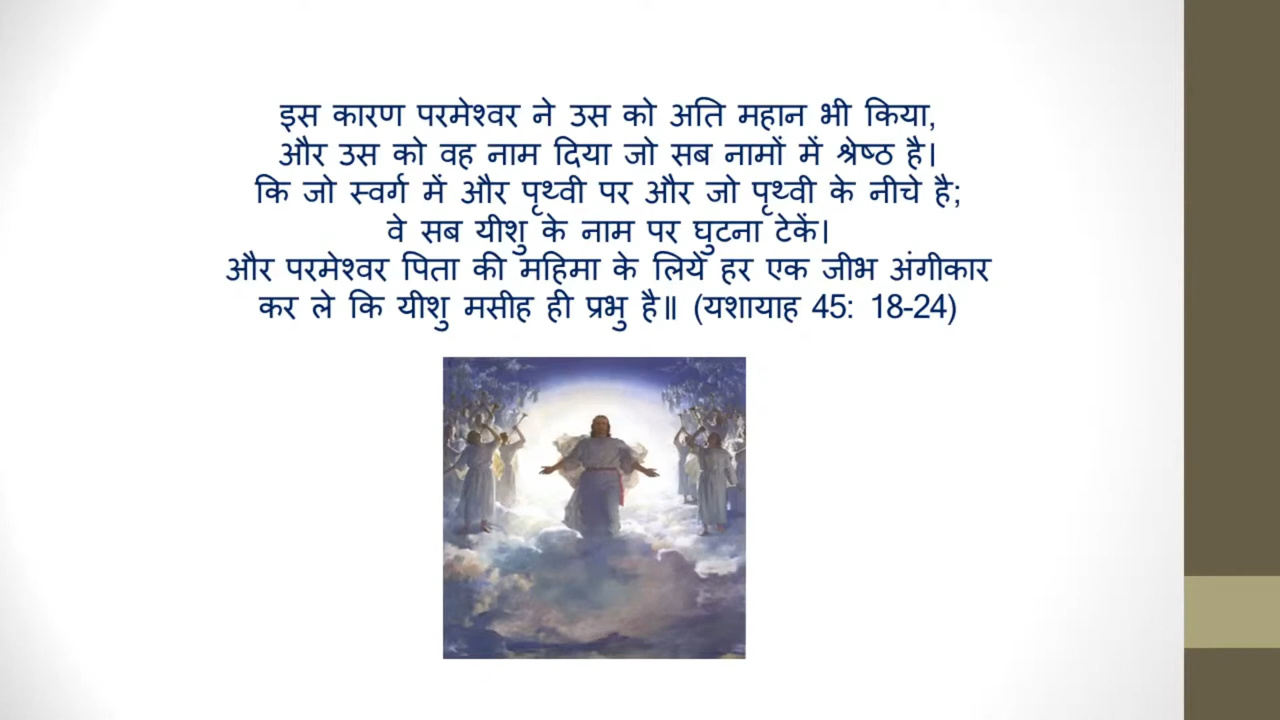 इस कारण परमेश्वर ने उस को अति महान भी किया,
और उस को वह नाम दिया जो सब नामों में श्रेष्ठ है।
कि जो स्वर्ग में और पृथ्वी पर और जो पृथ्वी के नीचे है;
वे सब यीशु के नाम पर घुटना टेकें।
और परमेश्वर पिता की महिमा के लिये हर एक जीभ अंगीकार
कर ले कि यीशु मसीह ही प्रभु है॥ (यशायाह 45: 18-24)